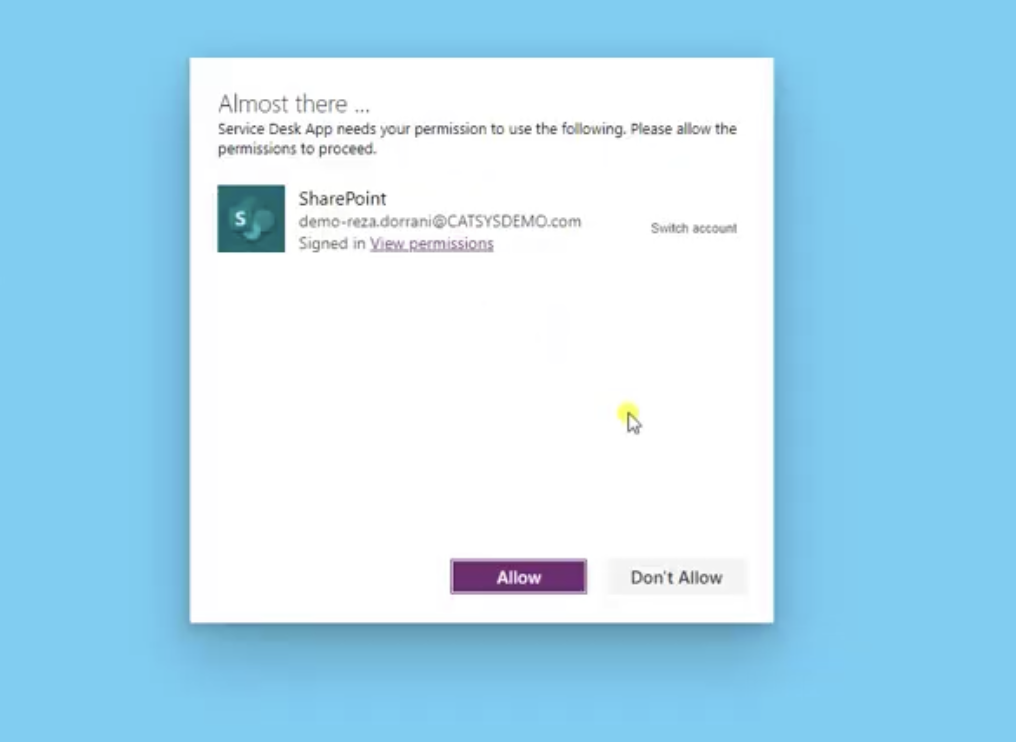 Almost there ...
Service Desk App needs your permission to use the following. Please allow the
permissions to proceed.
S
SharePoint
demo-reza.dorrani@CATSYSDEMO.com
Signed in View permissions
Switch account
Allow
Don't Allow